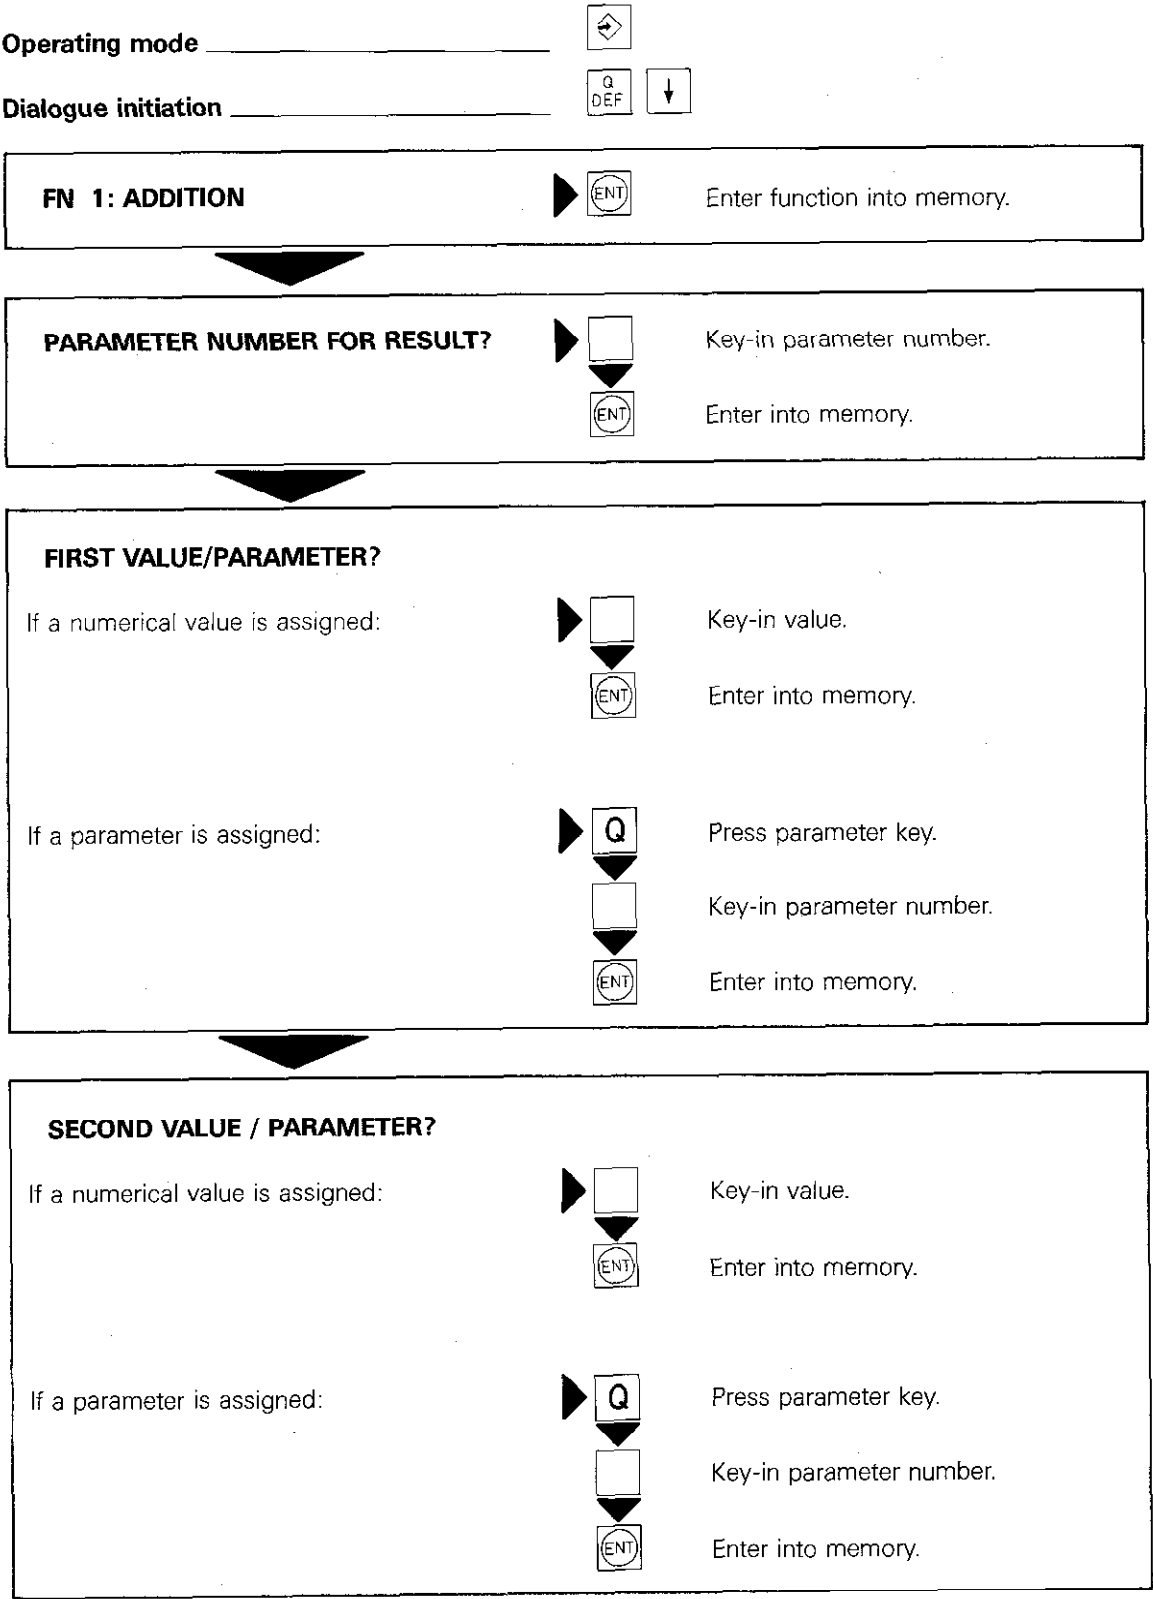 Operating mode
Dialogue initiation
Q
DEF
FN 1: ADDITION
ENT
Enter function into memory.
PARAMETER NUMBER FOR RESULT?
Key-in parameter number.
ENT
Enter into memory.
FIRST VALUE/PARAMETER?
If a numerical value is assigned:
Key-in value.
ENT
Enter into memory.
If a parameter is assigned:
Q
Press parameter key.
Key-in parameter number.
ENT
Enter into memory.
SECOND VALUE / PARAMETER?
If a numerical value is assigned:
Key-in value.
ENT
Enter into memory.
If a parameter is assigned:
Q
Press parameter key.
Key-in parameter number.
ENT
Enter into memory.